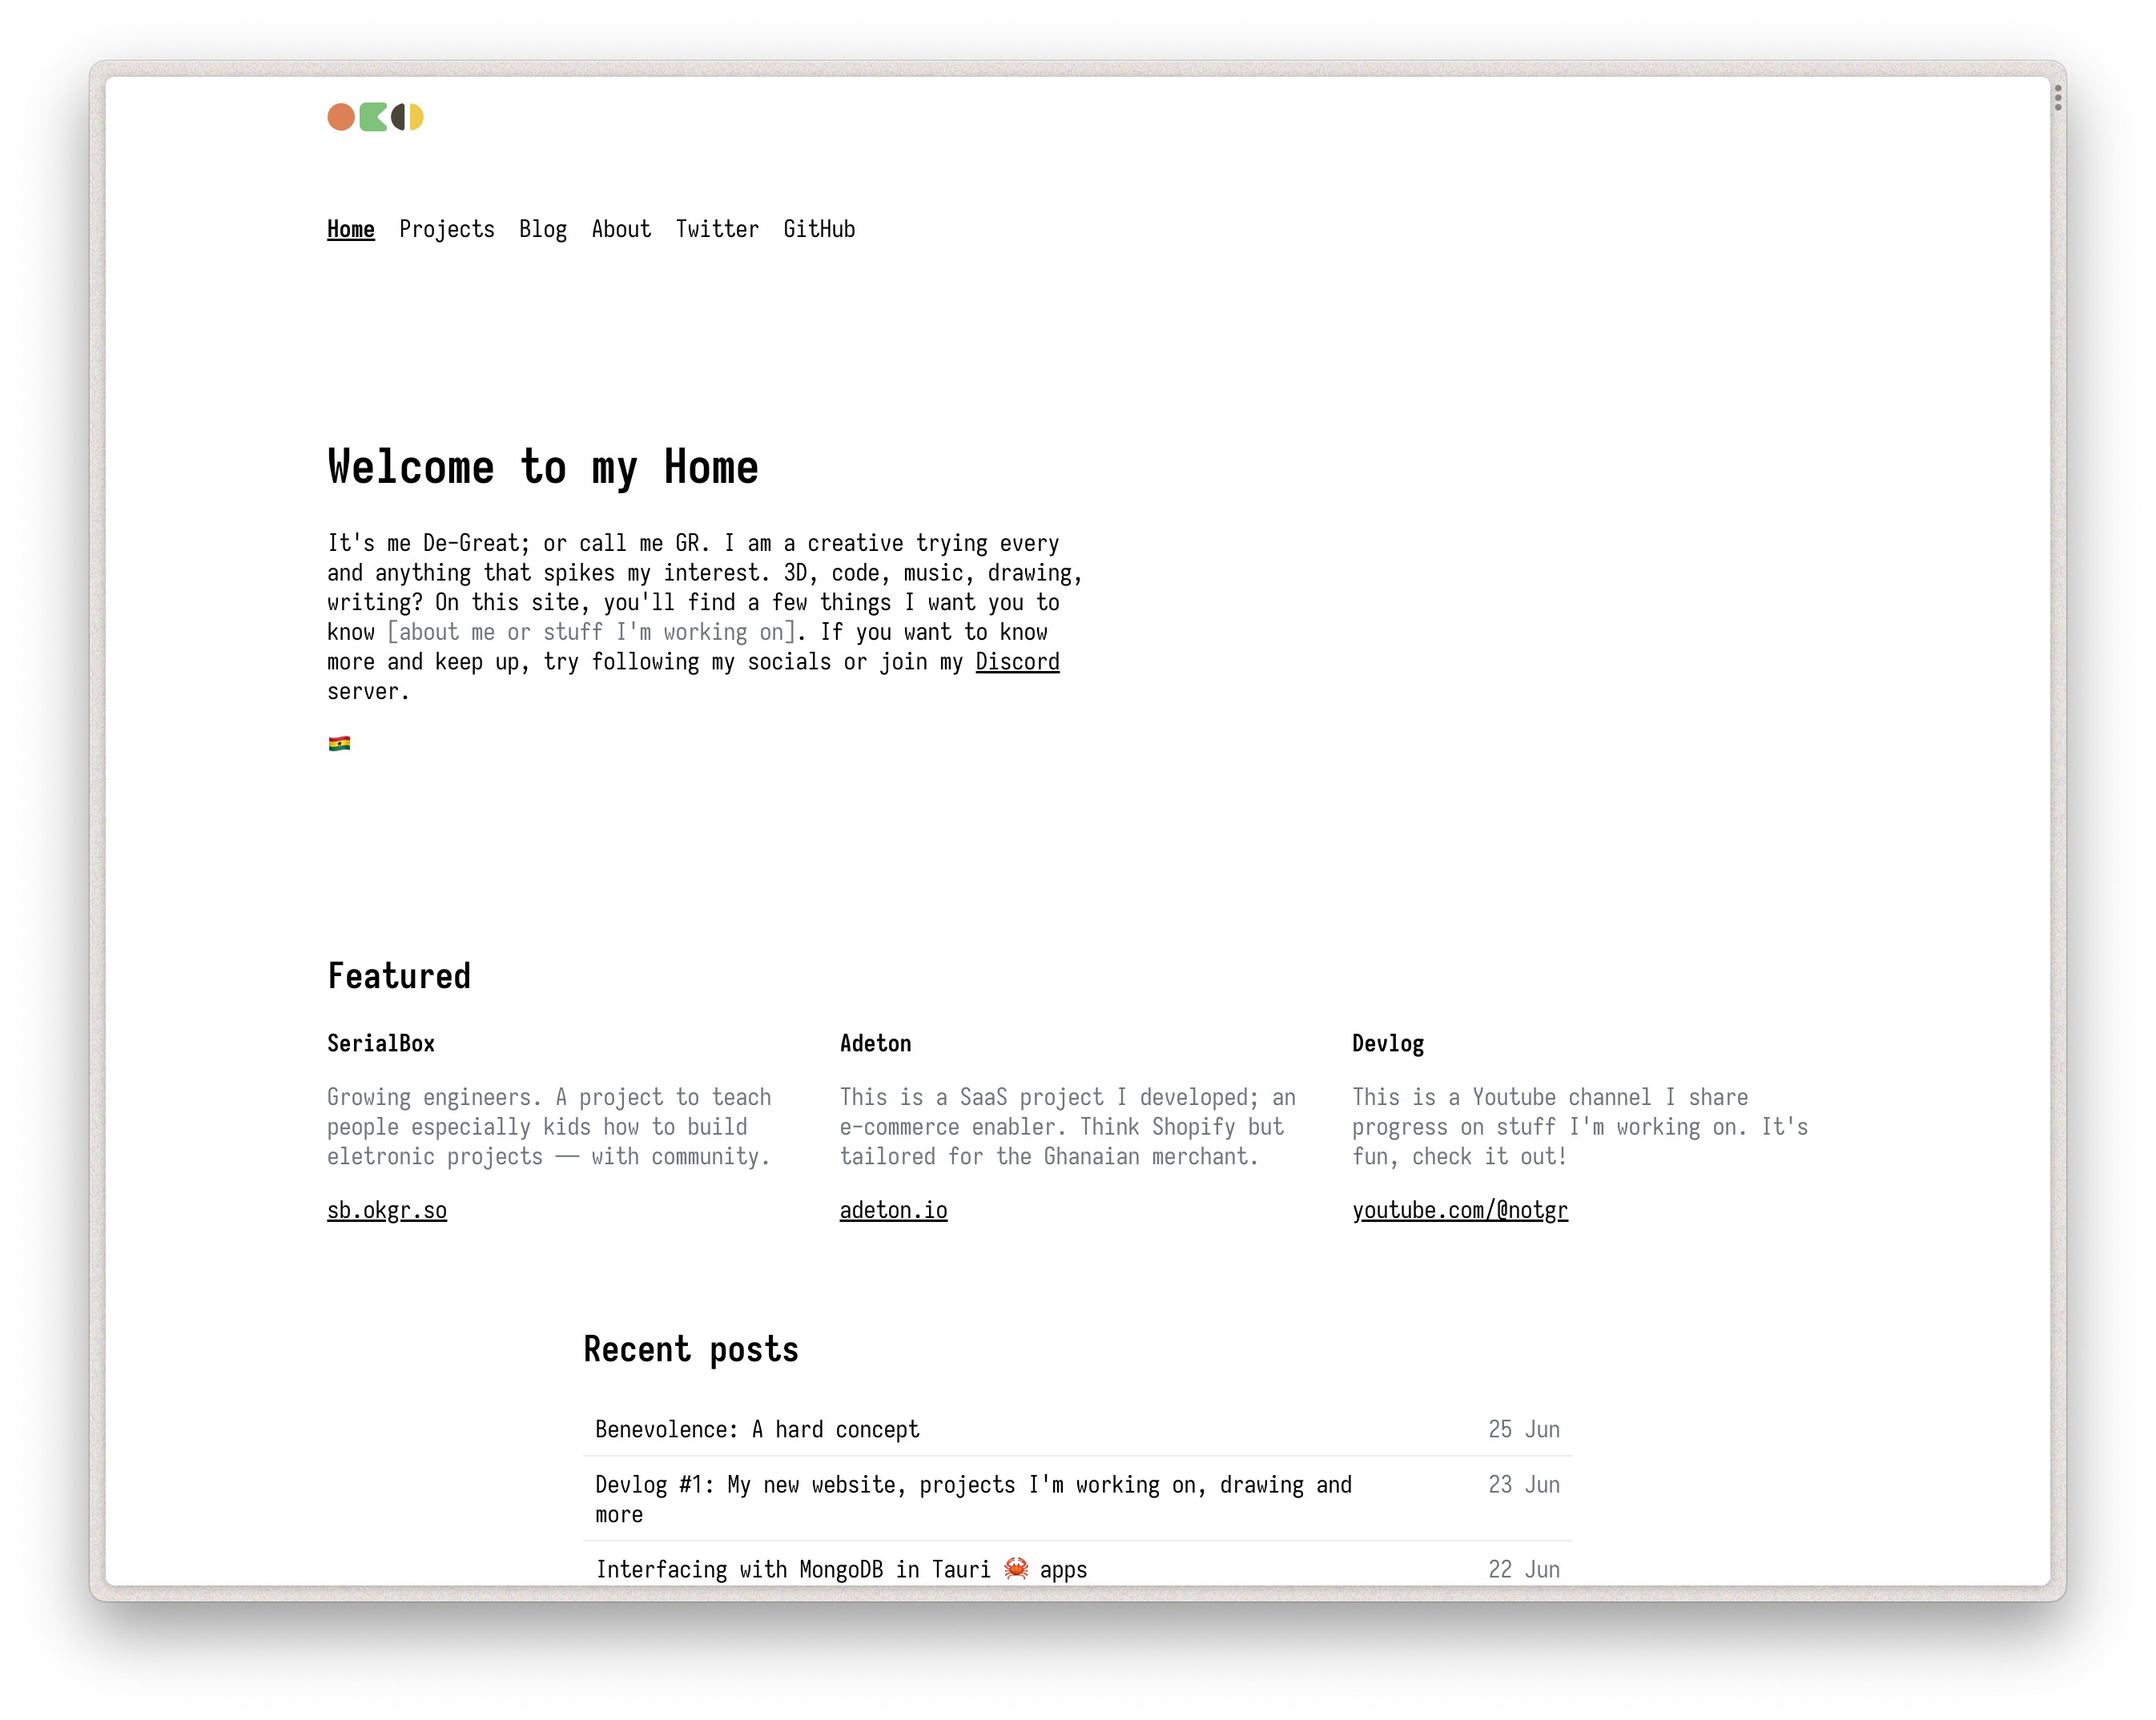 Home Projects Blog About Twitter GitHub
Welcome to my Home
It's me De-Great; or call me GR. I am a creative trying every
and anything that spikes my interest. 3D, code, music, drawing,
writing? On this site, you'll find a few things I want you to
know [about me or stuff I'm working on]. If you want to know
more and keep up, try following my socials or join my Discord
server.
Featured
SerialBox
Growing engineers. A project to teach
people especially kids how to build
eletronic projects — with community.
sb.okgr.so
Adeton
This is a SaaS project I developed; an
e-commerce enabler. Think Shopify but
tailored for the Ghanaian merchant.
adeton.io
Devlog
This is a Youtube channel I share
progress on stuff I'm working on. It's
fun, check it out!
youtube.com/@notgr
Recent posts
Benevolence: A hard concept 25 Jun
Devlog #1: My new website, projects I'm working on, drawing and 23 Jun
more
Interfacing with MongoDB in Tauri 🦀 apps 22 Jun